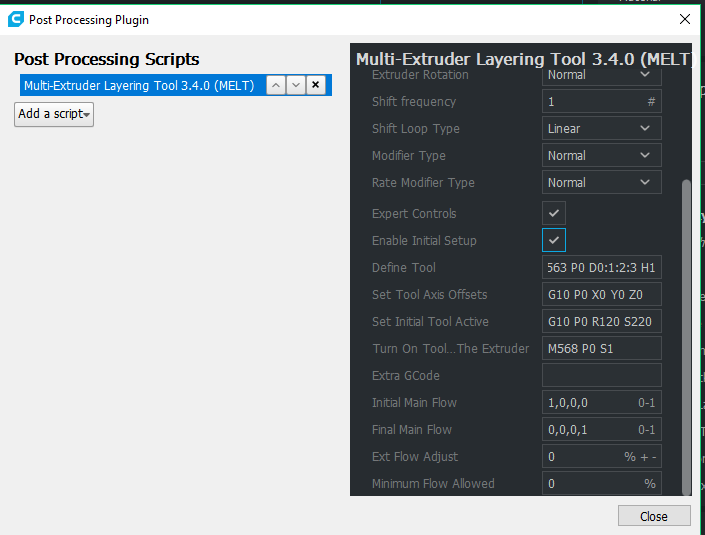 Post Processing Plugin
Post Processing Scripts
Multi-Extruder Layering Tool 3.4.0 (MELT)
Add a script
Multi-Extruder Layering Tool 3.4.0 (MELT)
Extruder Rotation Normal
Shift frequency 1 #
Shift Loop Type Linear
Modifier Type Normal
Rate Modifier Type Normal
Expert Controls
Enable Initial Setup
Define Tool 563 P0 D0:1:2:3 H1
Set Tool Axis Offsets G10 P0 X0 Y0 Z0
Set Initial Tool Active G10 P0 R120 S220
Turn On Tool...The Extruder M568 P0 S1
Extra GCode
Initial Main Flow 1,0,0,0 0-1
Final Main Flow 0,0,0,1 0-1
Ext Flow Adjust 0 % + -
Minimum Flow Allowed 0 %
Close